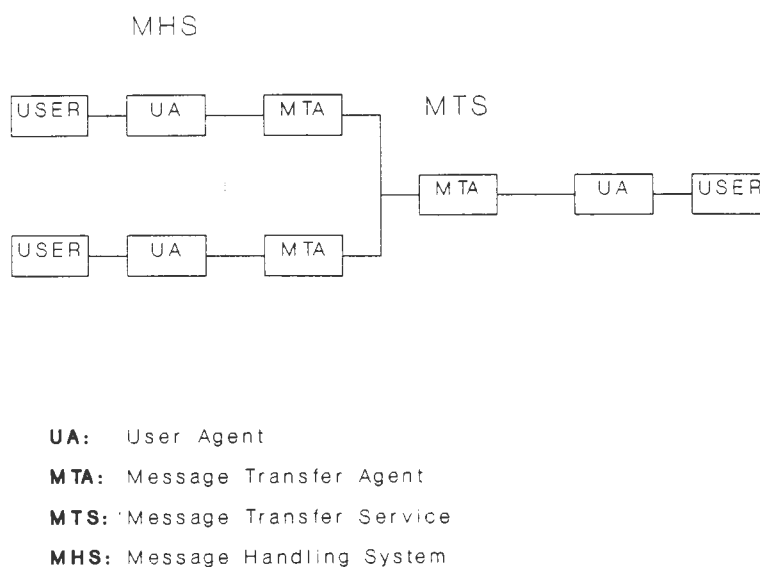 MHS
USER UA MTA
MTS
MTA UA USER
USER UA MTA
UA: User Agent
MTA: Message Transfer Agent
MTS: Message Transfer Service
MHS: Message Handling System